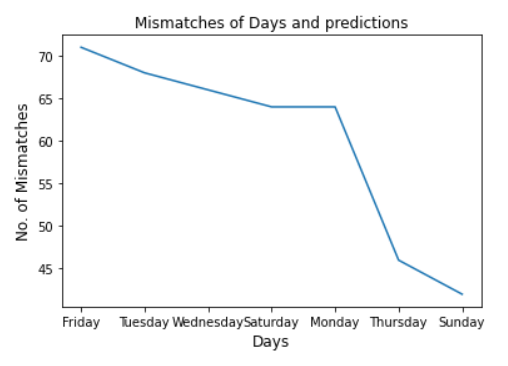 Mismatches of Days and predictions
No. of Mismatches
70
65
60
55
50
45
Friday Tuesday Wednesday Saturday Monday Thursday Sunday
Days